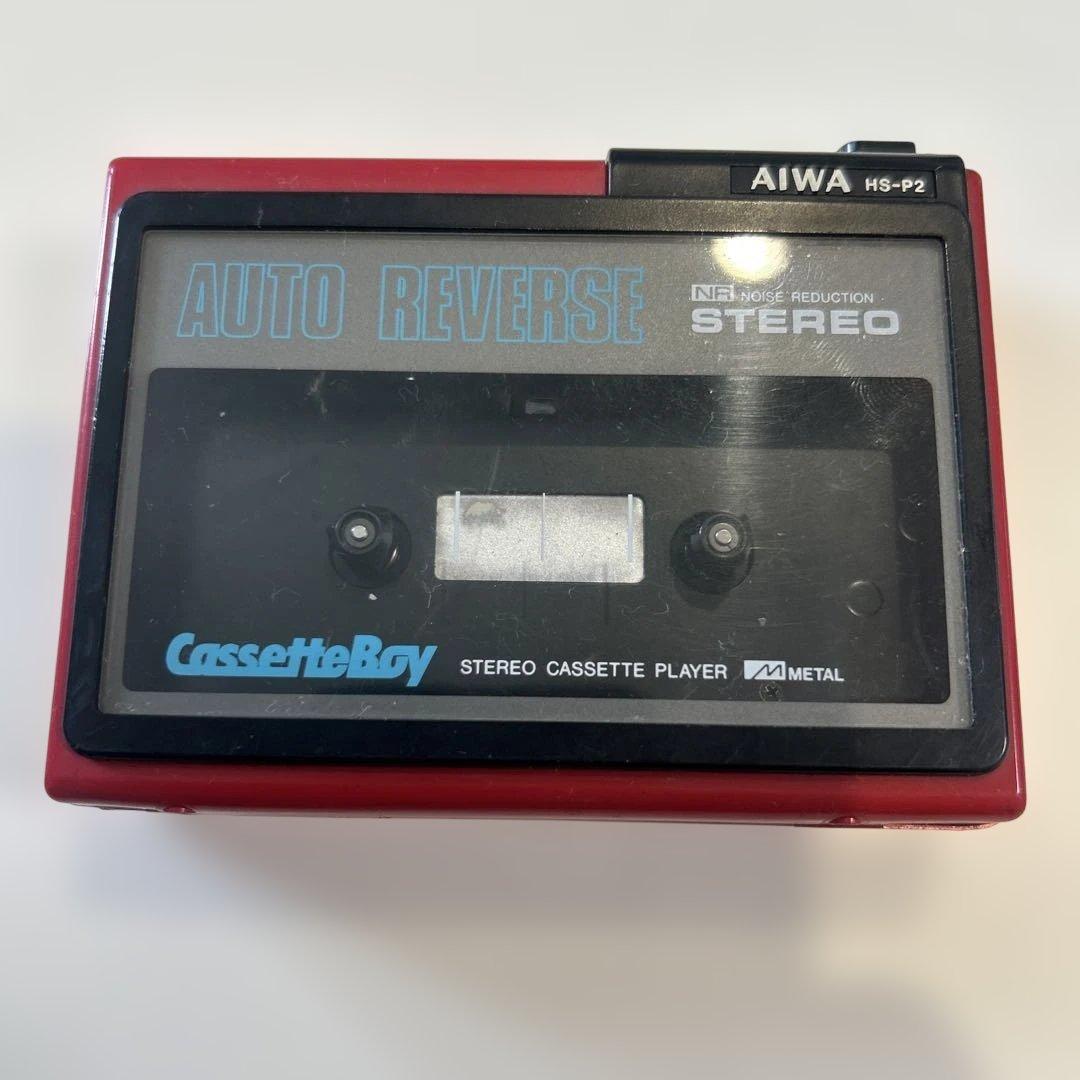 AIWA HS-P2
AUTO REVERSE
NR NOISE REDUCTION
STEREO
CassetteBoy STEREO CASSETTE PLAYER METAL